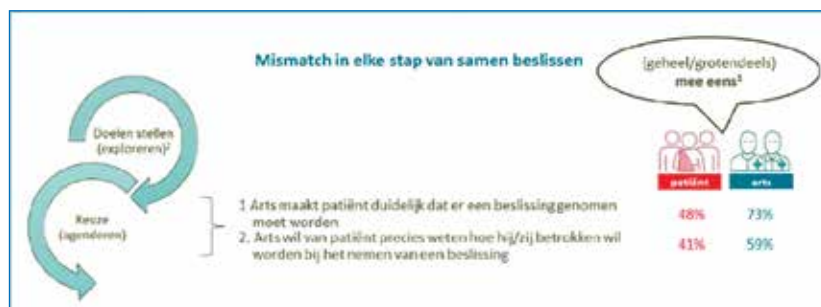 Mismatch in elke stap van samen beslissen
(geheel/grotendeels)
mee eens¹
Doelen stellen
(exploreren)²
patiënt
arts
Keuze
(agenderen)
1 Arts maakt patiënt duidelijk dat er een beslissing genomen
moet worden
48%
73%
2. Arts wil van patiënt precies weten hoe hij/zij betrokken wil
worden bij het nemen van een beslissing
41%
59%